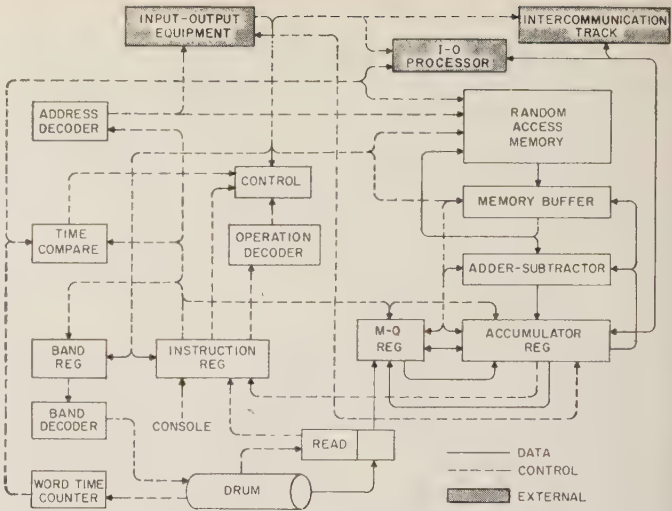 INPUT-OUTPUT
EQUIPMENT
INTERCOMMUNICATION
TRACK
I-O
PROCESSOR
ADDRESS
DECODER
RANDOM
ACCESS
MEMORY
CONTROL
MEMORY BUFFER
TIME
COMPARE
OPERATION
DECODER
ADDER-SUBTRACTOR
BAND
REG
INSTRUCTION
REG
M-Q
REG
ACCUMULATOR
REG
BAND
DECODER
CONSOLE
READ
WORD TIME
COUNTER
DRUM
DATA
CONTROL
EXTERNAL